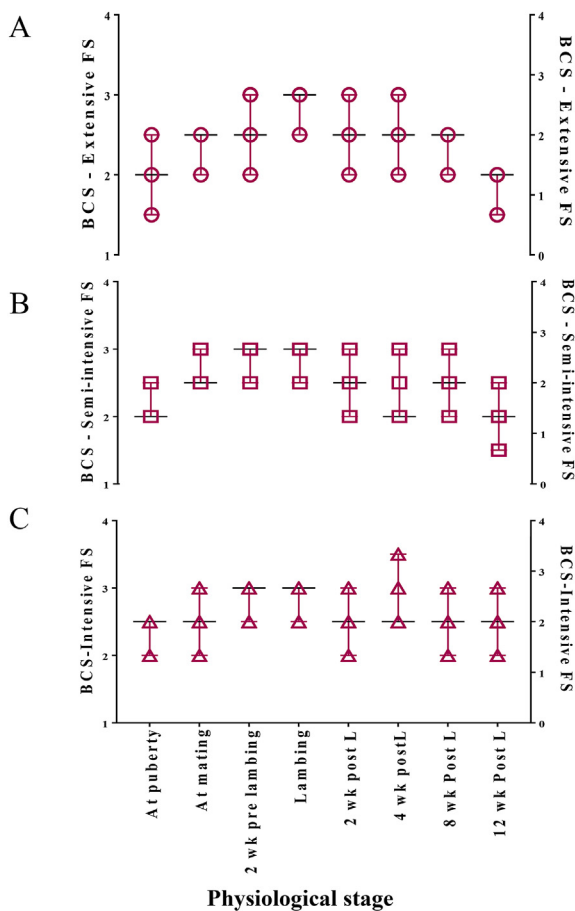 A
BCS - Extensive FS
4
3
2
1
4
3
2
1
0
BCS - Extensive FS
B
BCS - Semi-intensive FS
4
3
2
1
4
3
2
1
0
BCS - Semi-intensive FS
C
BCS-Intensive FS
4
3
2
1
4
3
2
1
0
BCS-Intensive FS
At puberty
At mating
2 wk pre lambing
Lambing
2 wk post L
4 wk postL
8 wk Post L
12 wk Post L
Physiological stage